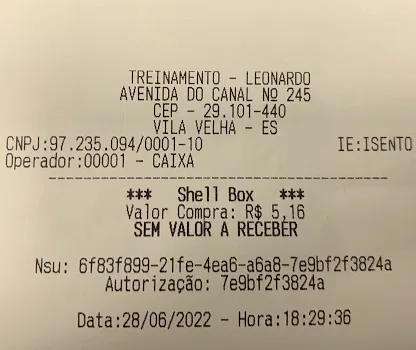 TREINAMENTO - LEONARDO
AVENIDA DO CANAL Nº 245
CEP - 29.101-440
VILA VELHA - ES
CNPJ:97.235.094/0001-10 IE:ISENTO
Operador:00001 - CAIXA
------------------------------------------------
*** Shell Box ***
Valor Compra: R$ 5,16
SEM VALOR A RECEBER
Nsu: 6f83f899-21fe-4ea6-a6a8-7e9bf2f3824a
Autorização: 7e9bf2f3824a
Data:28/06/2022 - Hora:18:29:36